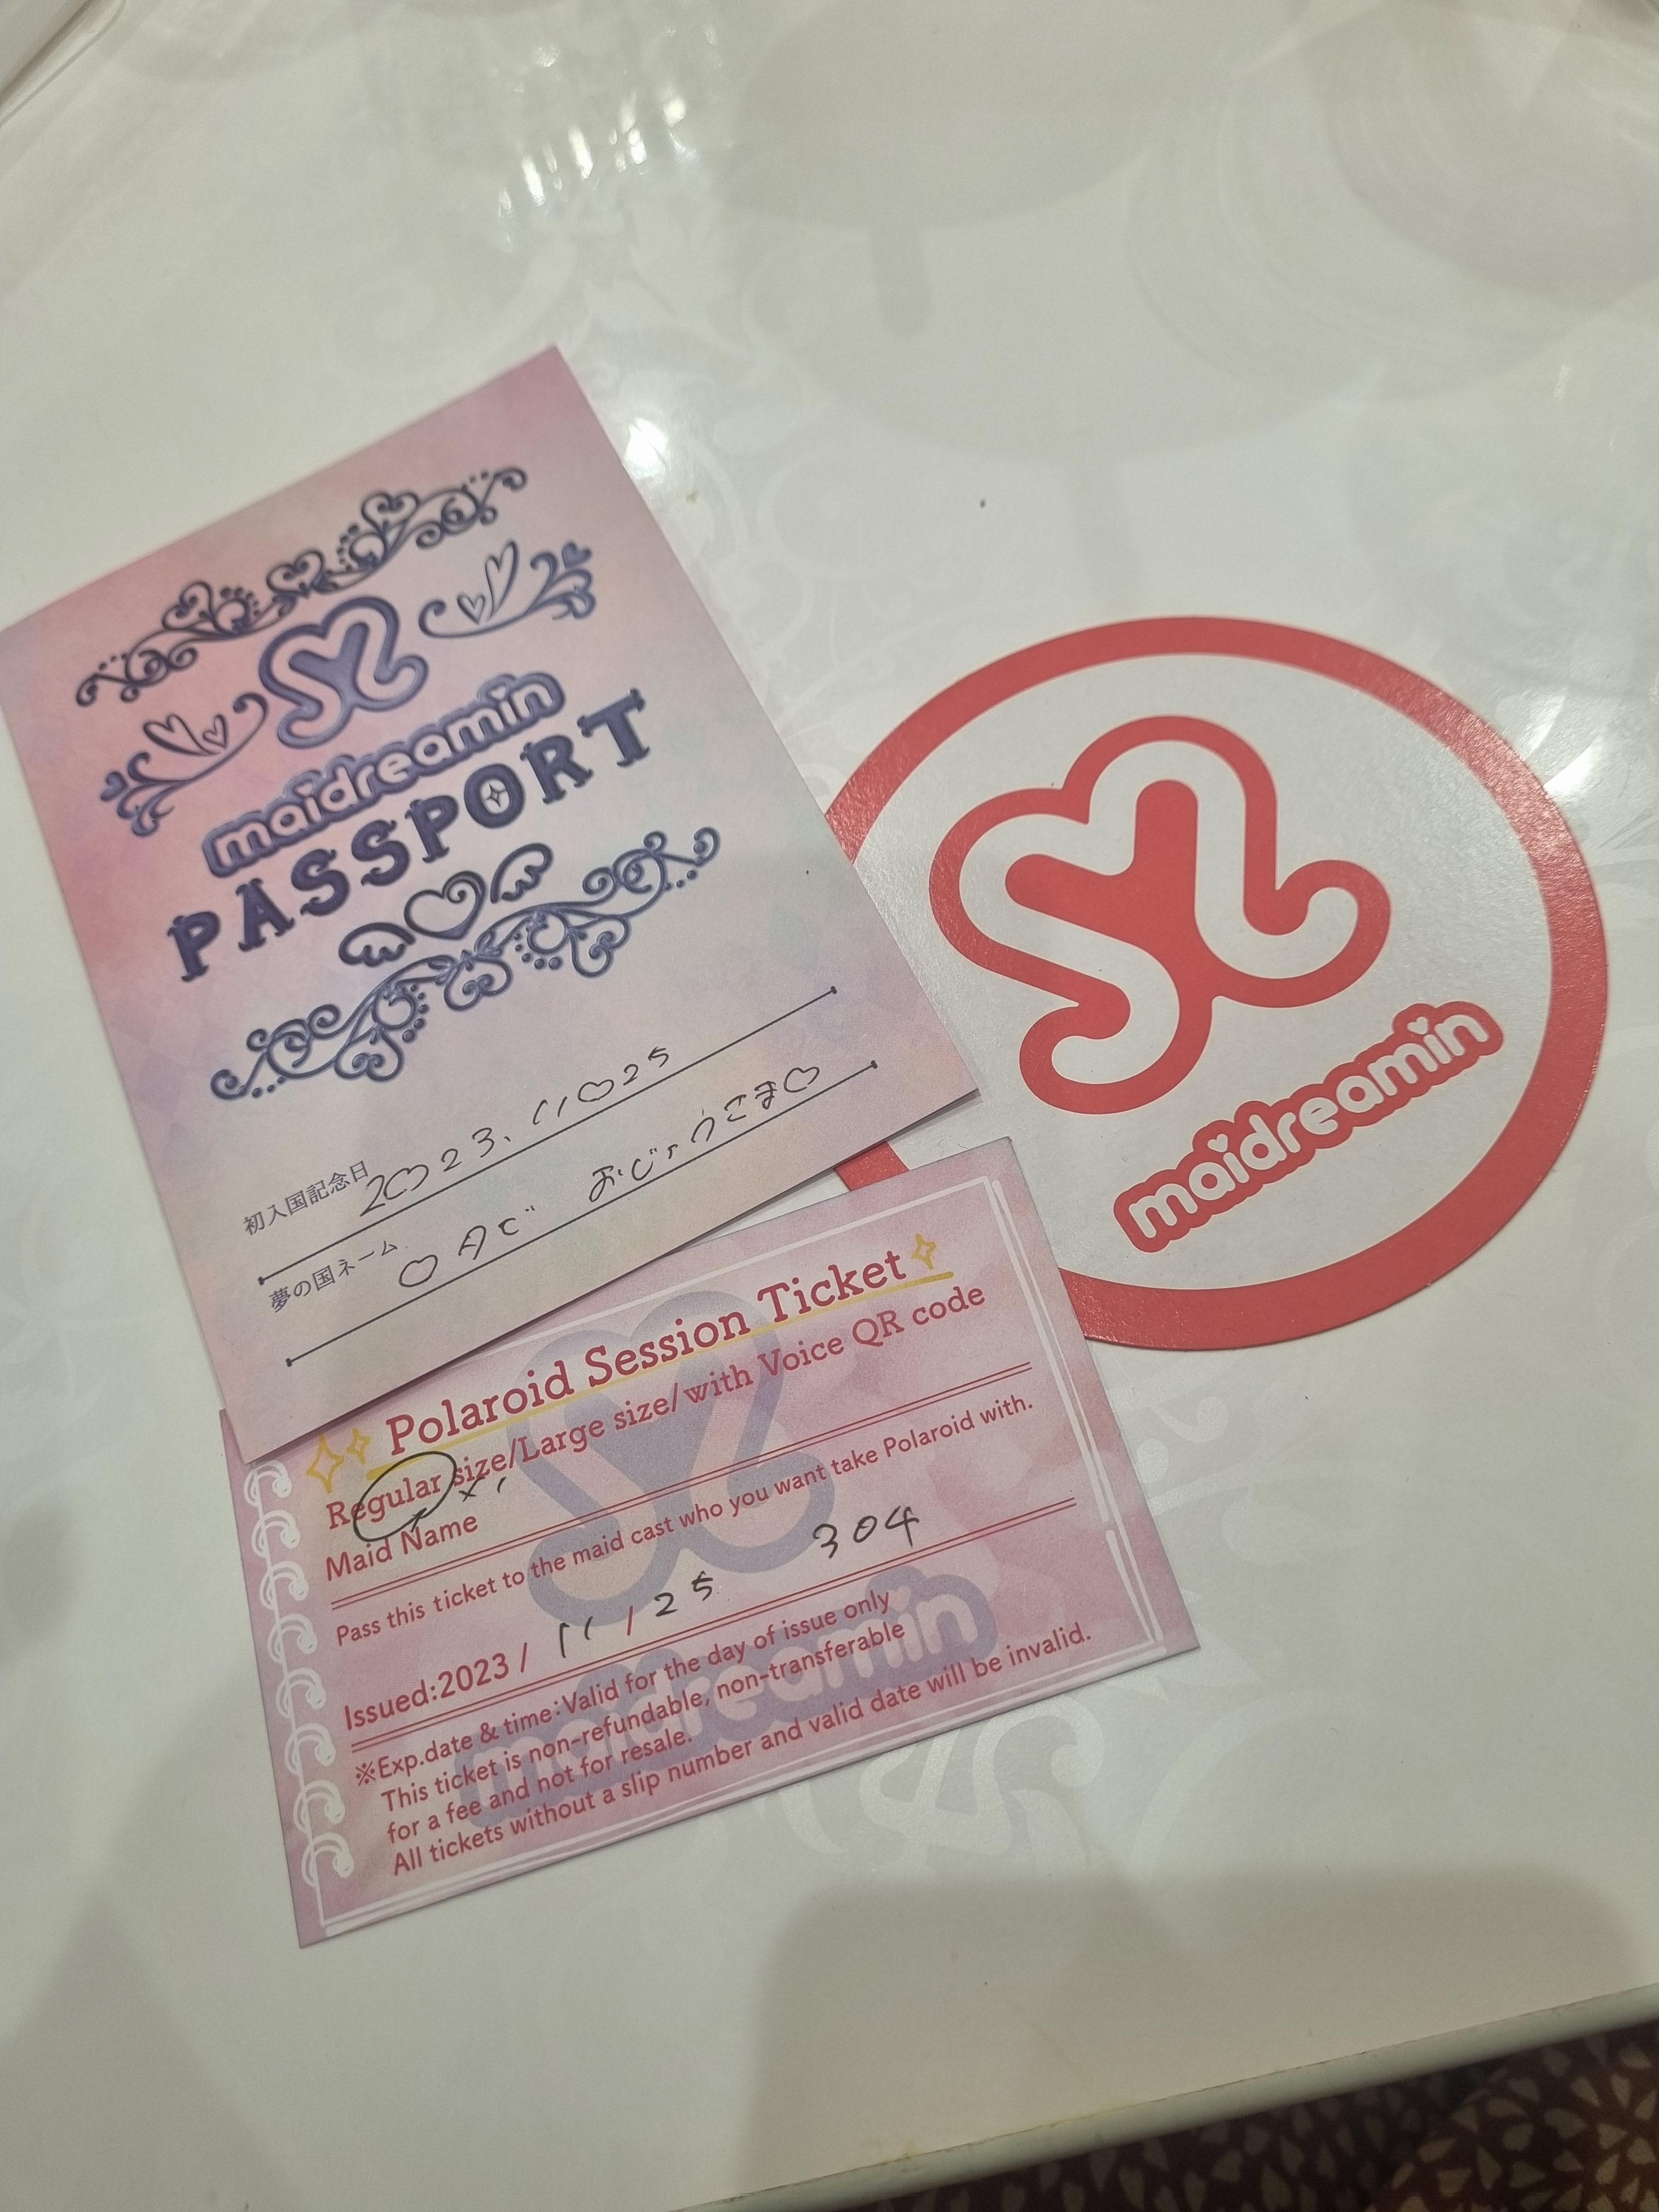 maidreamin
PASSPORT
初入国記念日 2023.11♡25
夢の国ネーム ♡ おじょうさま♡
maidreamin
Polaroid Session Ticket
Regular size/Large size/with Voice QR code
×1
Maid Name
Pass this ticket to the maid cast who you want take Polaroid with.
304
Issued:2023 / 11 / 25
※Exp.date & time:Valid for the day of issue only
This ticket is non-refundable, non-transferable
for a fee and not for resale.
All tickets without a slip number and valid date will be invalid.
maidreamin